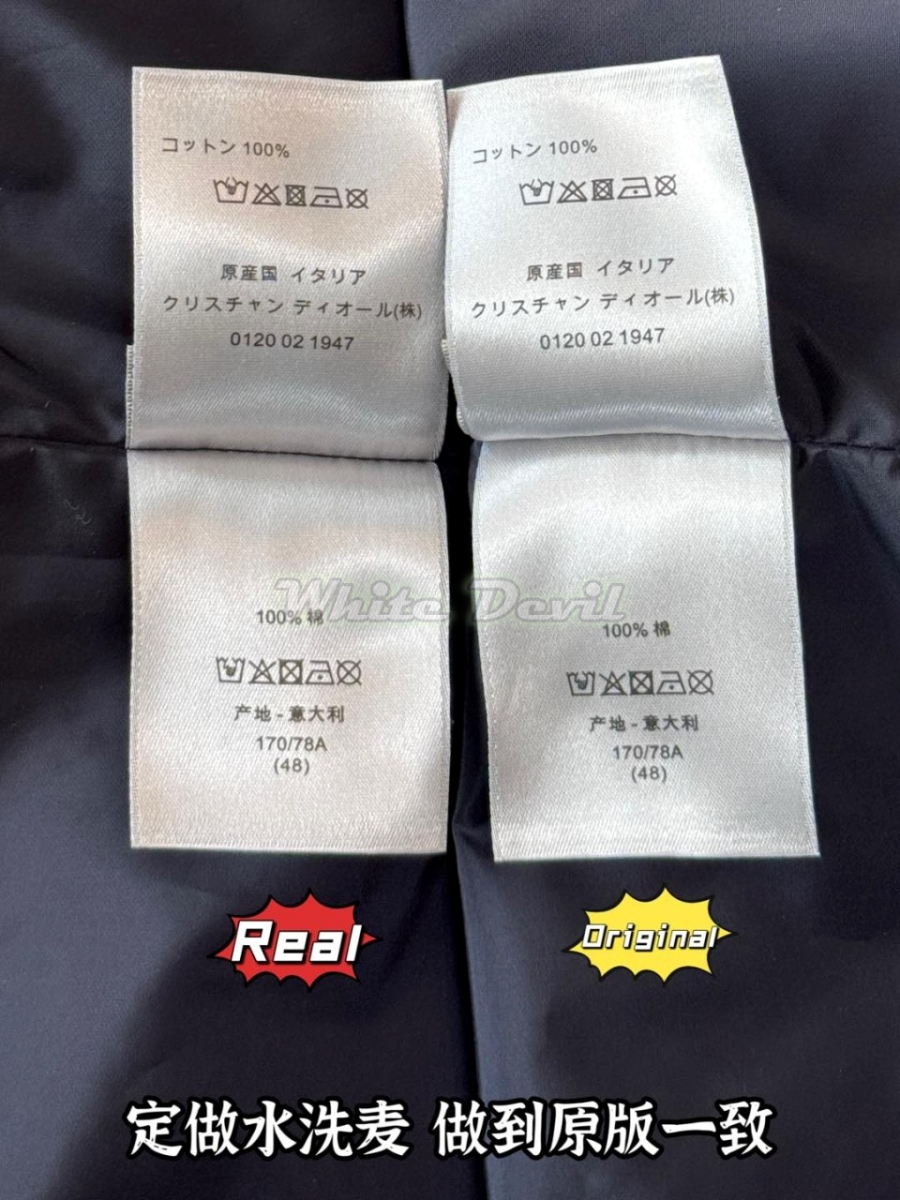 コットン 100%
原産国 イタリア
クリスチャン ディオール(株)
0120 02 1947
コットン 100%
原産国 イタリア
クリスチャン ディオール(株)
0120 02 1947
White Devil
100% 棉
产地 - 意大利
170/78A
(48)
100% 棉
产地 - 意大利
170/78A
(48)
Real
Original
定做水洗麦 做到原版一致